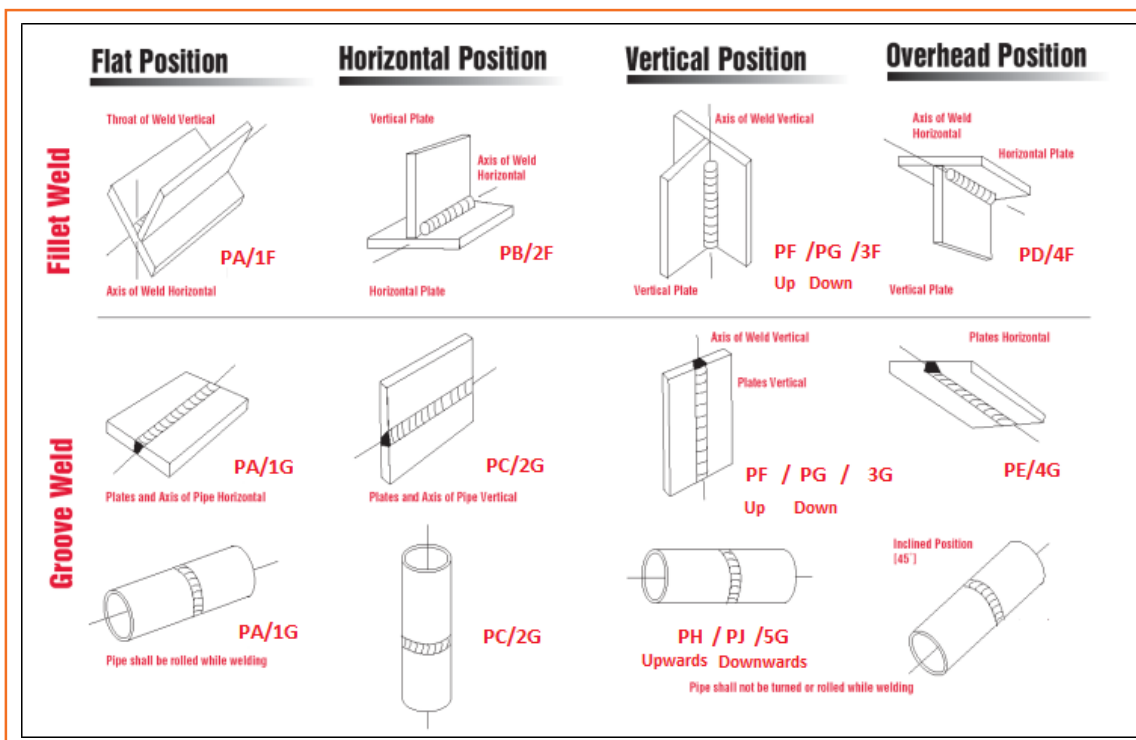 Flat Position
Horizontal Position
Vertical Position
Overhead Position
Fillet Weld
Throat of Weld Vertical
PA/1F
Axis of Weld Horizontal
Vertical Plate
Axis of Weld
Horizontal
PB/2F
Horizontal Plate
Axis of Weld Vertical
PF /PG /3F
Up Down
Vertical Plate
Axis of Weld
Horizontal
Horizontal Plate
PD/4F
Vertical Plate
Groove Weld
PA/1G
Plates and Axis of Pipe Horizontal
PC/2G
Plates and Axis of Pipe Vertical
Axis of Weld Vertical
Plates Vertical
PF / PG / 3G
Up Down
Plates Horizontal
PE/4G
PA/1G
Pipe shall be rolled while welding
PC/2G
PH / PJ /5G
Upwards Downwards
Pipe shall not be turned or rolled while welding
Inclined Position
[45˚]